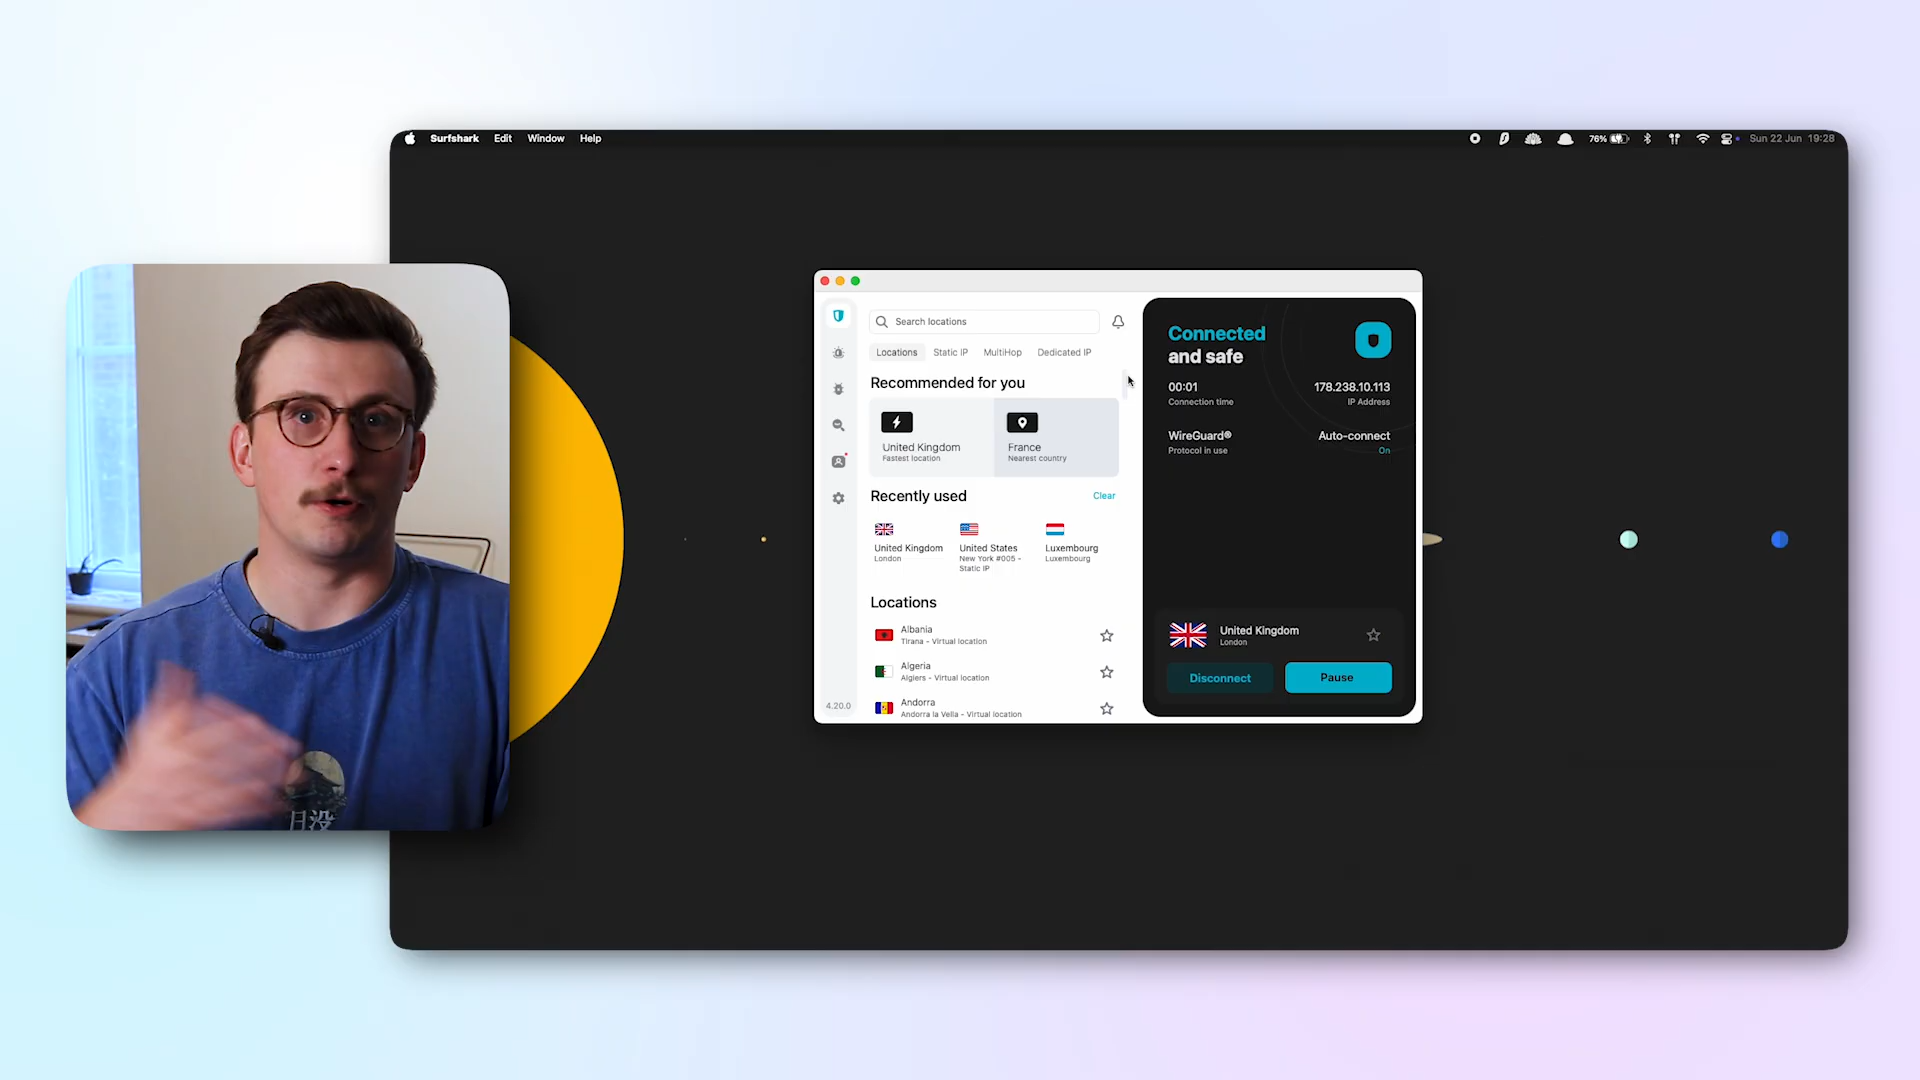 Surfshark Edit Window Help
76% Sun 22 Jun 19:28
Search locations
Locations Static IP MultiHop Dedicated IP
Recommended for you
United Kingdom
Fastest location
France
Nearest country
Recently used Clear
United Kingdom
London
United States
New York #005 -
Static IP
Luxembourg
Luxembourg
Locations
Albania
Tirana - Virtual location
Algeria
Algiers - Virtual location
Andorra
Andorra la Vella - Virtual location
4.20.0
Connected
and safe
00:01
Connection time
178.238.10.113
IP Address
WireGuard®
Protocol in use
Auto-connect
On
United Kingdom
London
Disconnect Pause
日没